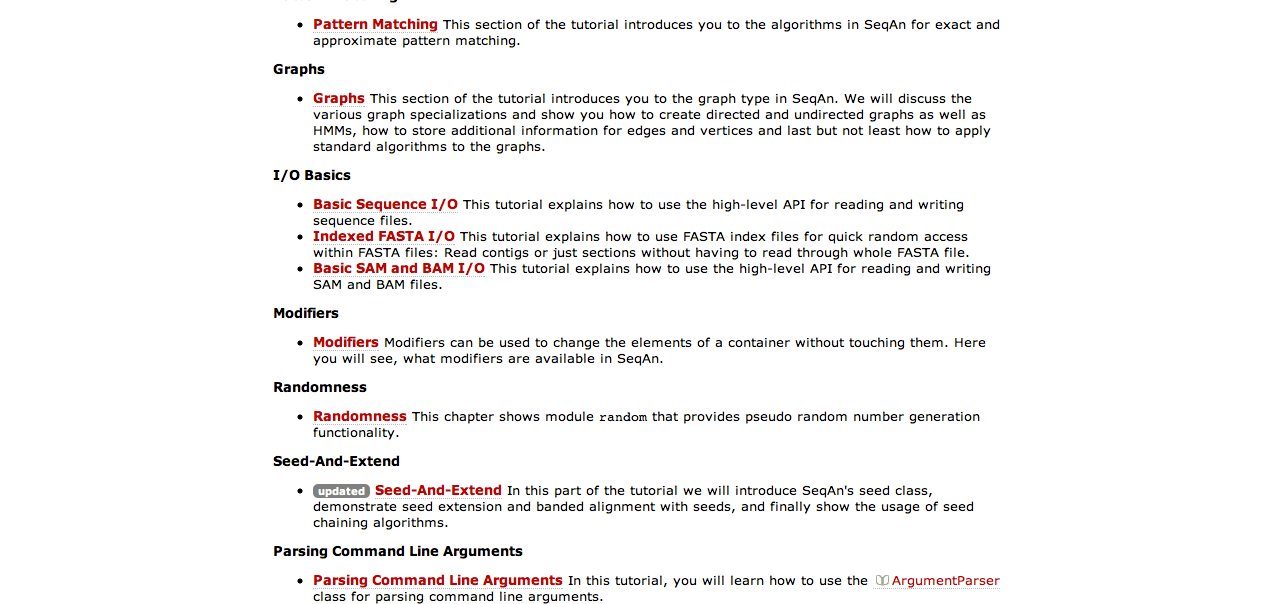 Pattern Matching This section of the tutorial introduces you to the algorithms in SeqAn for exact and
approximate pattern matching.
Graphs
Graphs This section of the tutorial introduces you to the graph type in SeqAn. We will discuss the
various graph specializations and show you how to create directed and undirected graphs as well as
HMMs, how to store additional information for edges and vertices and last but not least how to apply
standard algorithms to the graphs.
I/O Basics
Basic Sequence I/O This tutorial explains how to use the high-level API for reading and writing
sequence files.
Indexed FASTA I/O This tutorial explains how to use FASTA index files for quick random access
within FASTA files: Read contigs or just sections without having to read through whole FASTA file.
Basic SAM and BAM I/O This tutorial explains how to use the high-level API for reading and writing
SAM and BAM files.
Modifiers
Modifiers Modifiers can be used to change the elements of a container without touching them. Here
you will see, what modifiers are available in SeqAn.
Randomness
Randomness This chapter shows module random that provides pseudo random number generation
functionality.
Seed-And-Extend
updated Seed-And-Extend In this part of the tutorial we will introduce SeqAn's seed class,
demonstrate seed extension and banded alignment with seeds, and finally show the usage of seed
chaining algorithms.
Parsing Command Line Arguments
Parsing Command Line Arguments In this tutorial, you will learn how to use the ArgumentParser
class for parsing command line arguments.